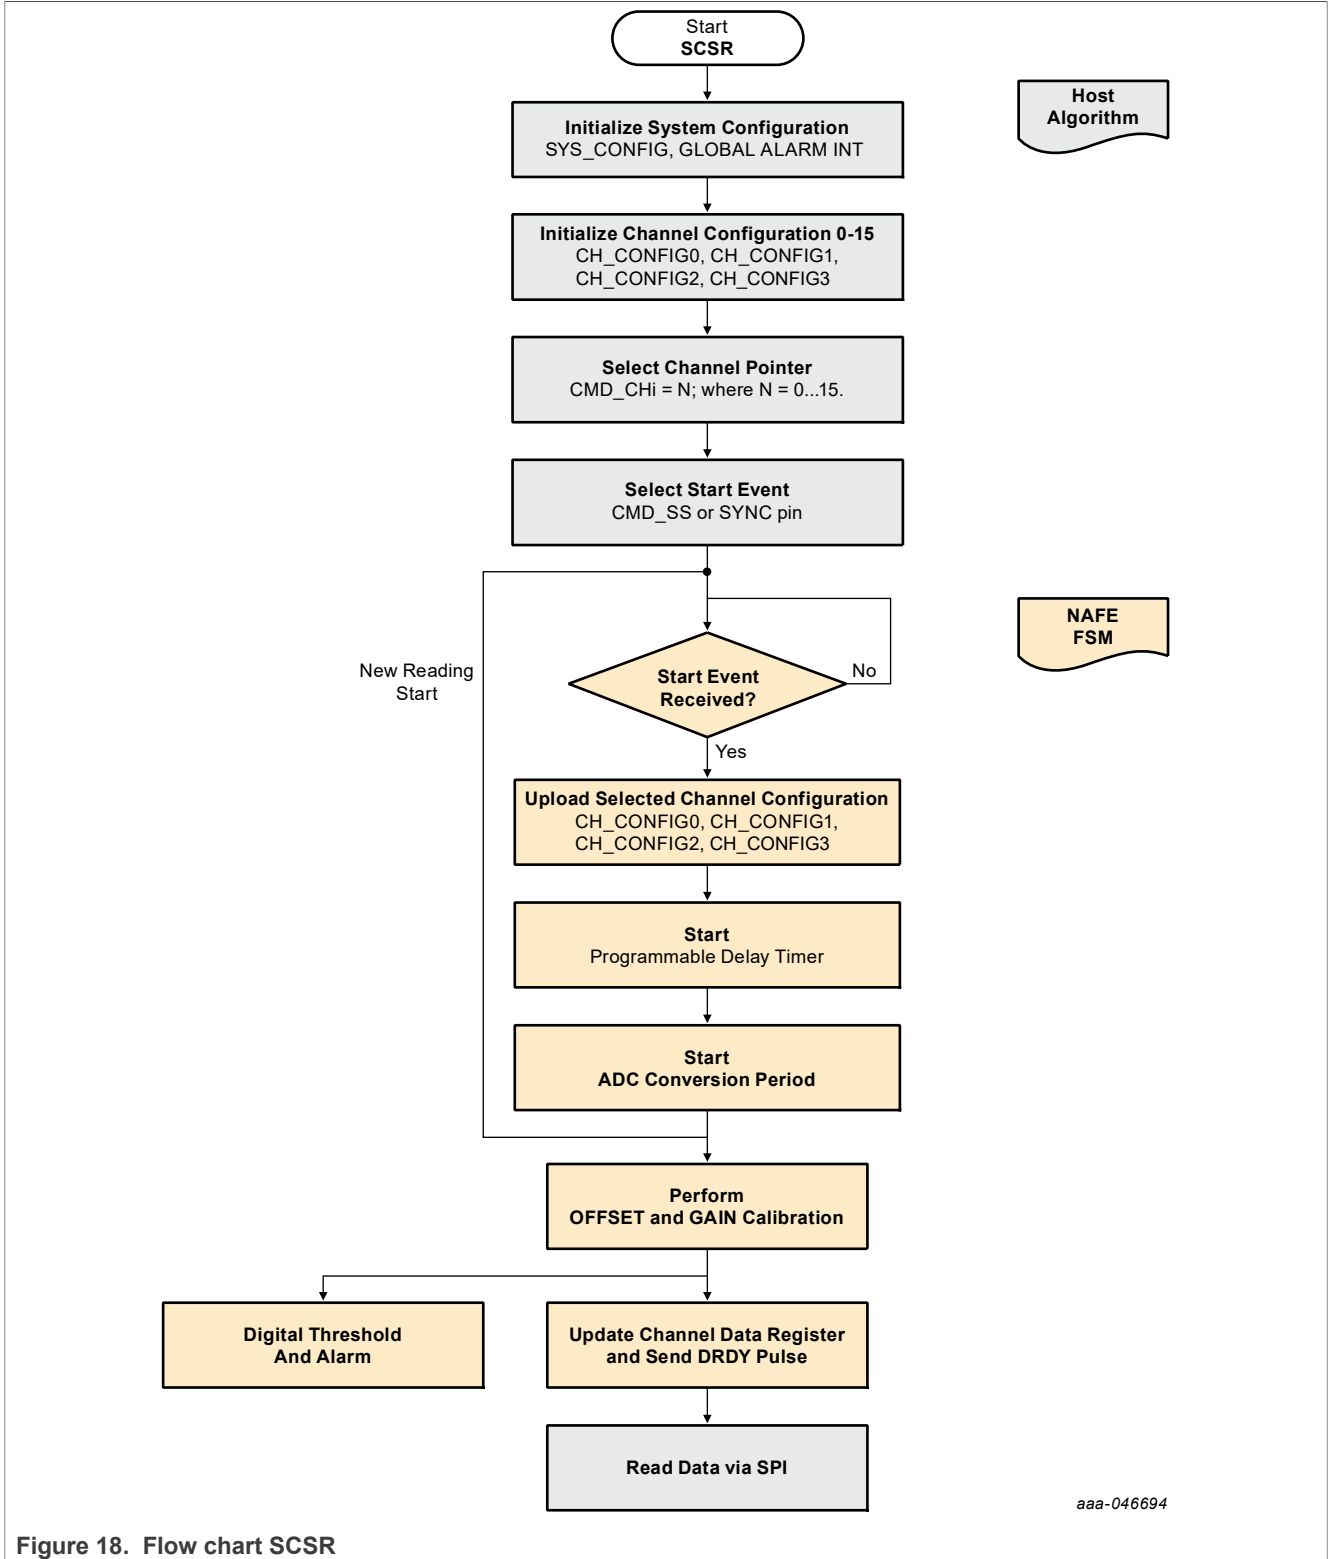 Start
SCSR
Host
Algorithm
Initialize System Configuration
SYS_CONFIG, GLOBAL ALARM INT
Initialize Channel Configuration 0-15
CH_CONFIG0, CH_CONFIG1,
CH_CONFIG2, CH_CONFIG3
Select Channel Pointer
CMD_CHi = N; where N = 0...15.
Select Start Event
CMD_SS or SYNC pin
NAFE
FSM
New Reading
Start
Start Event
Received?
No
Yes
Upload Selected Channel Configuration
CH_CONFIG0, CH_CONFIG1,
CH_CONFIG2, CH_CONFIG3
Start
Programmable Delay Timer
Start
ADC Conversion Period
Perform
OFFSET and GAIN Calibration
Digital Threshold
And Alarm
Update Channel Data Register
and Send DRDY Pulse
Read Data via SPI
aaa-046694
Figure 18. Flow chart SCSR